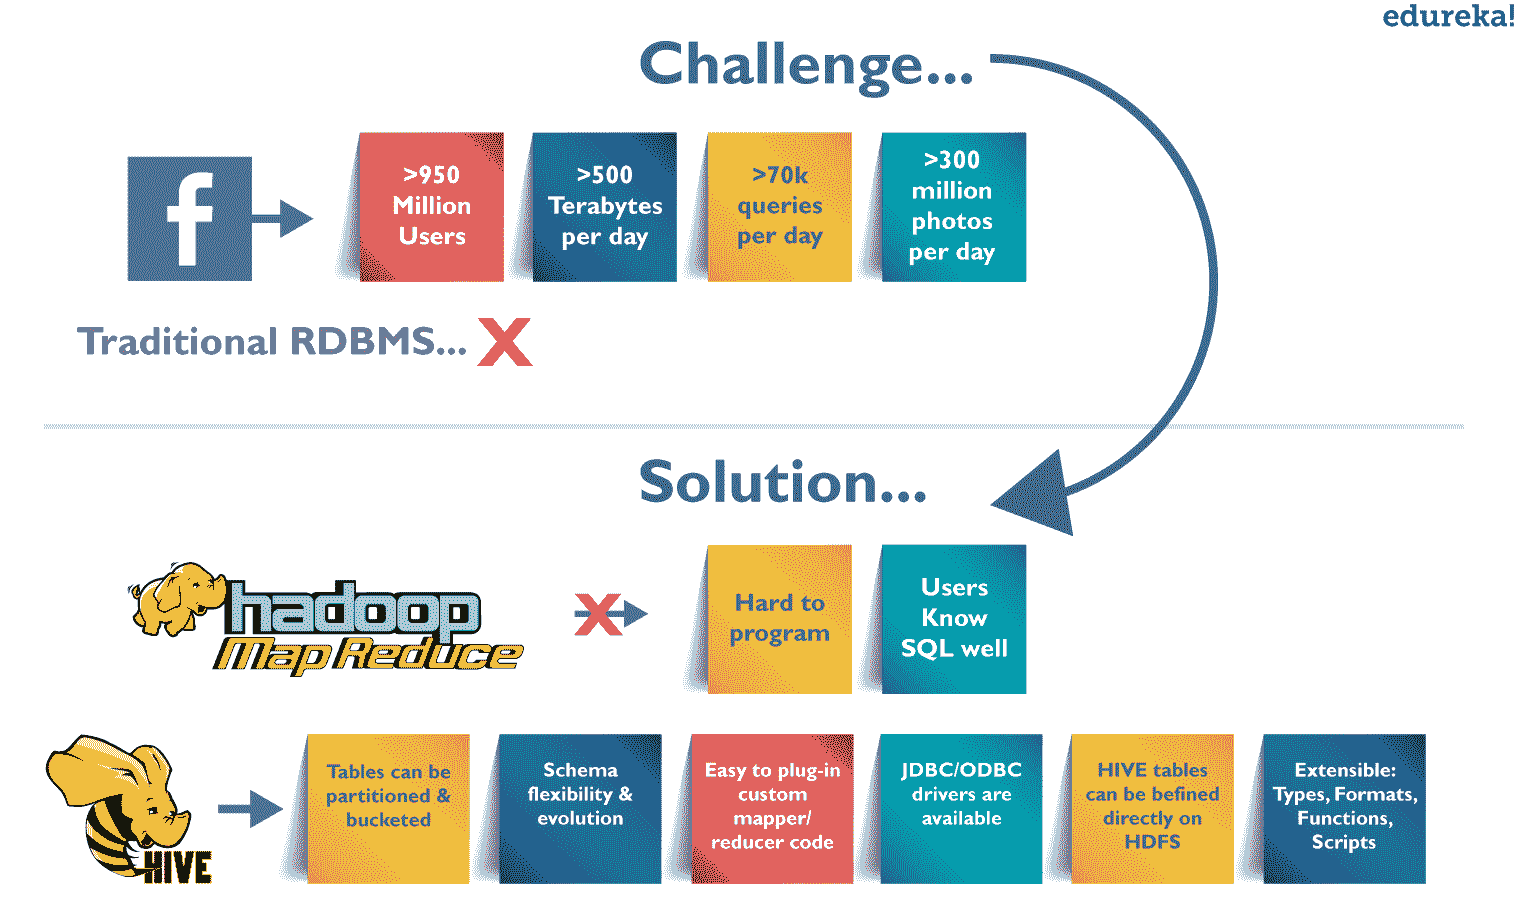 edureka!
Challenge...
f
>950
Million
Users
>500
Terabytes
per day
>70k
queries
per day
>300
million
photos
per day
Traditional RDBMS... X
Solution...
hadoop
Map Reduce
X
Hard to
program
Users
Know
SQL well
HIVE
Tables can be
partitioned &
bucketed
Schema
flexibility &
evolution
Easy to plug-in
custom
mapper/
reducer code
JDBC/ODBC
drivers are
available
HIVE tables
can be befined
directly on
HDFS
Extensible:
Types, Formats,
Functions,
Scripts